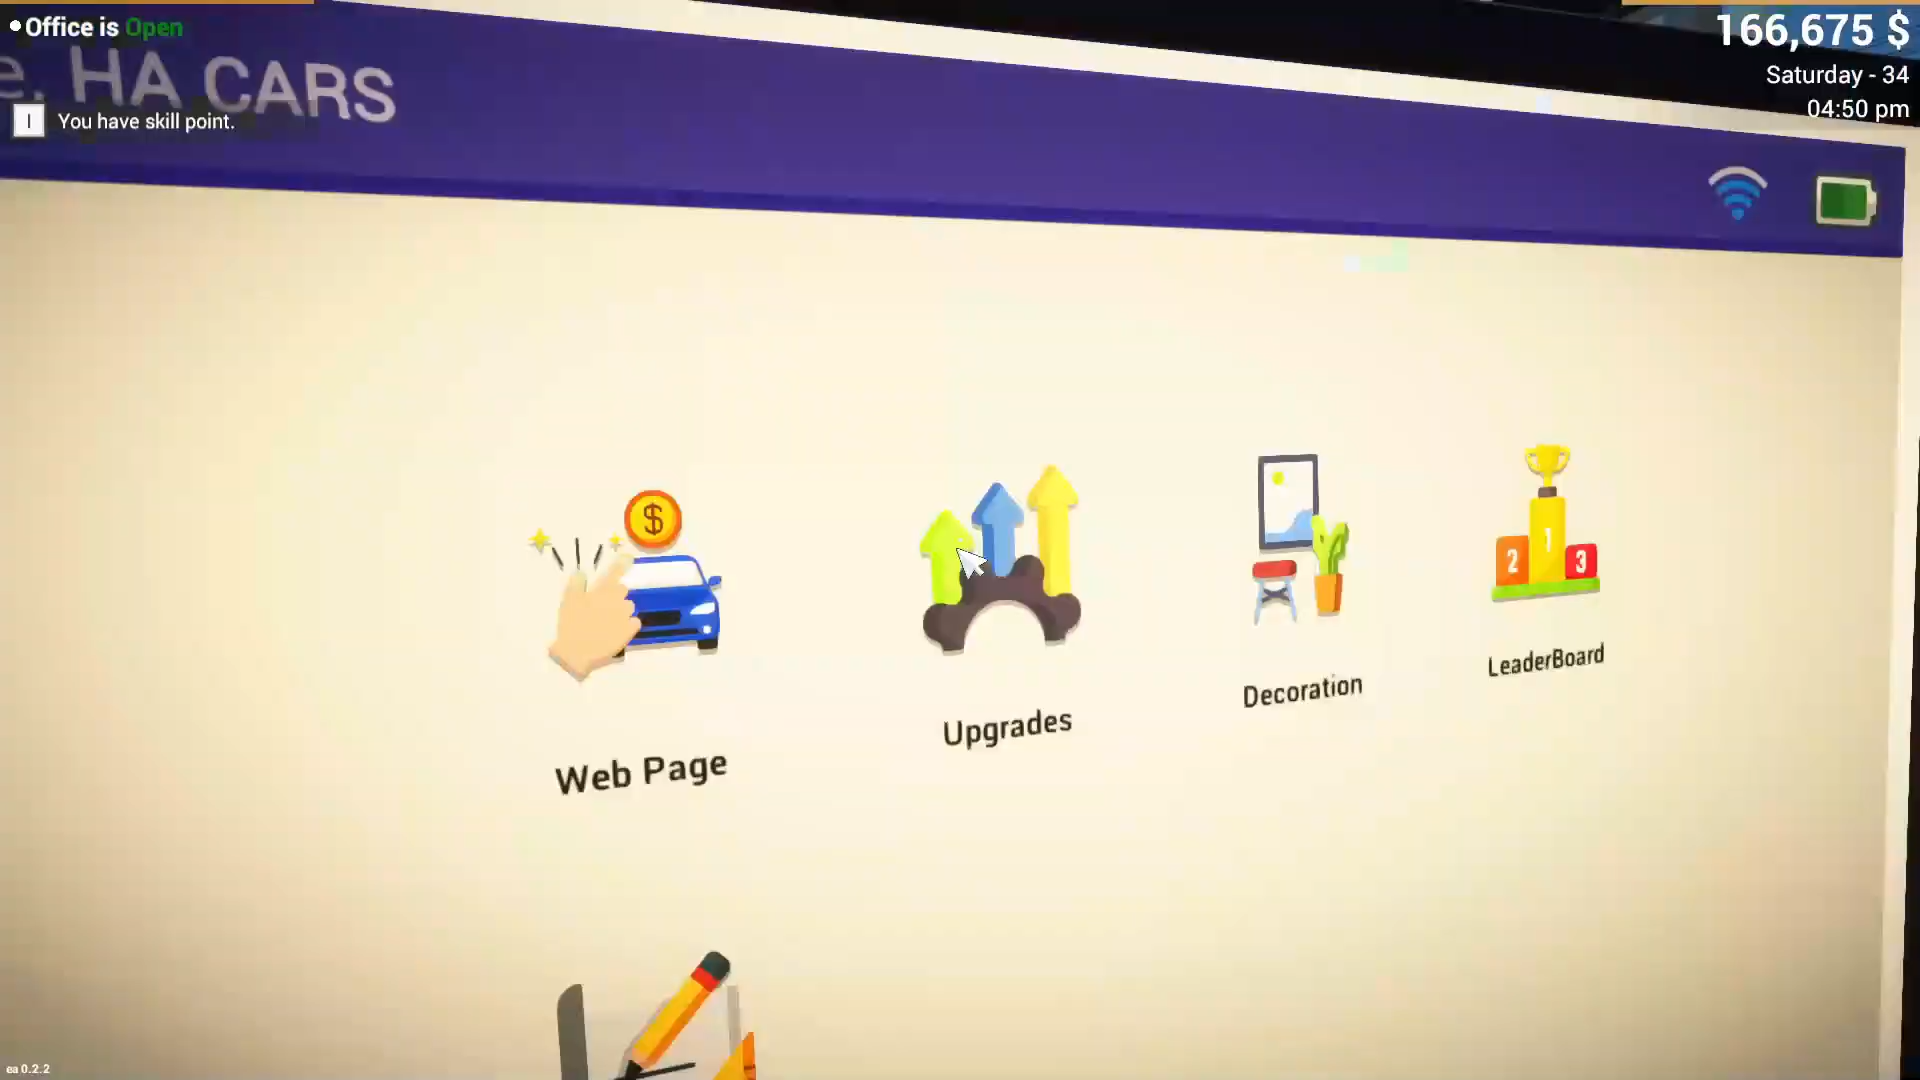 Office is Open
166,675 $
Saturday - 34
04:50 pm
e. HA CARS
I You have skill point.
$
2 1 3
LeaderBoard
Decoration
Upgrades
Web Page
ea 0.2.2